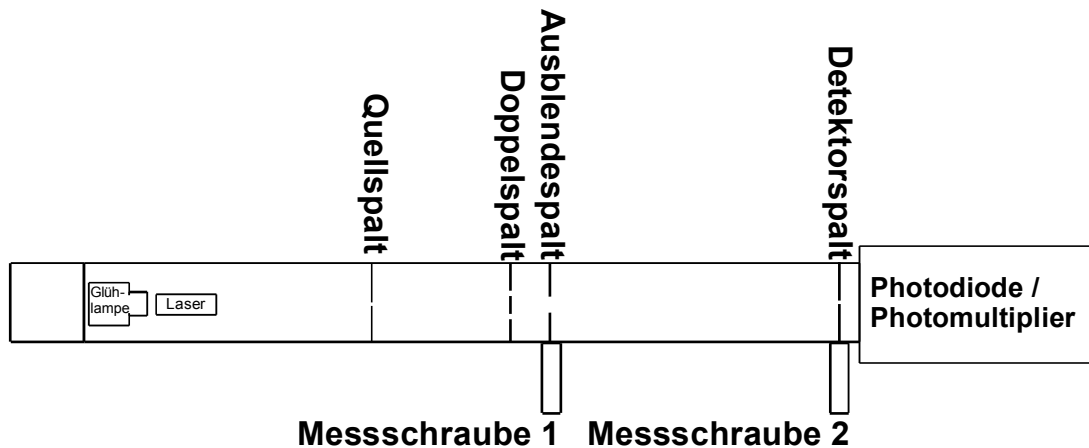 Quellspalt
Doppelspalt
Ausblendespalt
Detektorspalt
Glüh-
lampe
Laser
Photodiode /
Photomultiplier
Messschraube 1
Messschraube 2